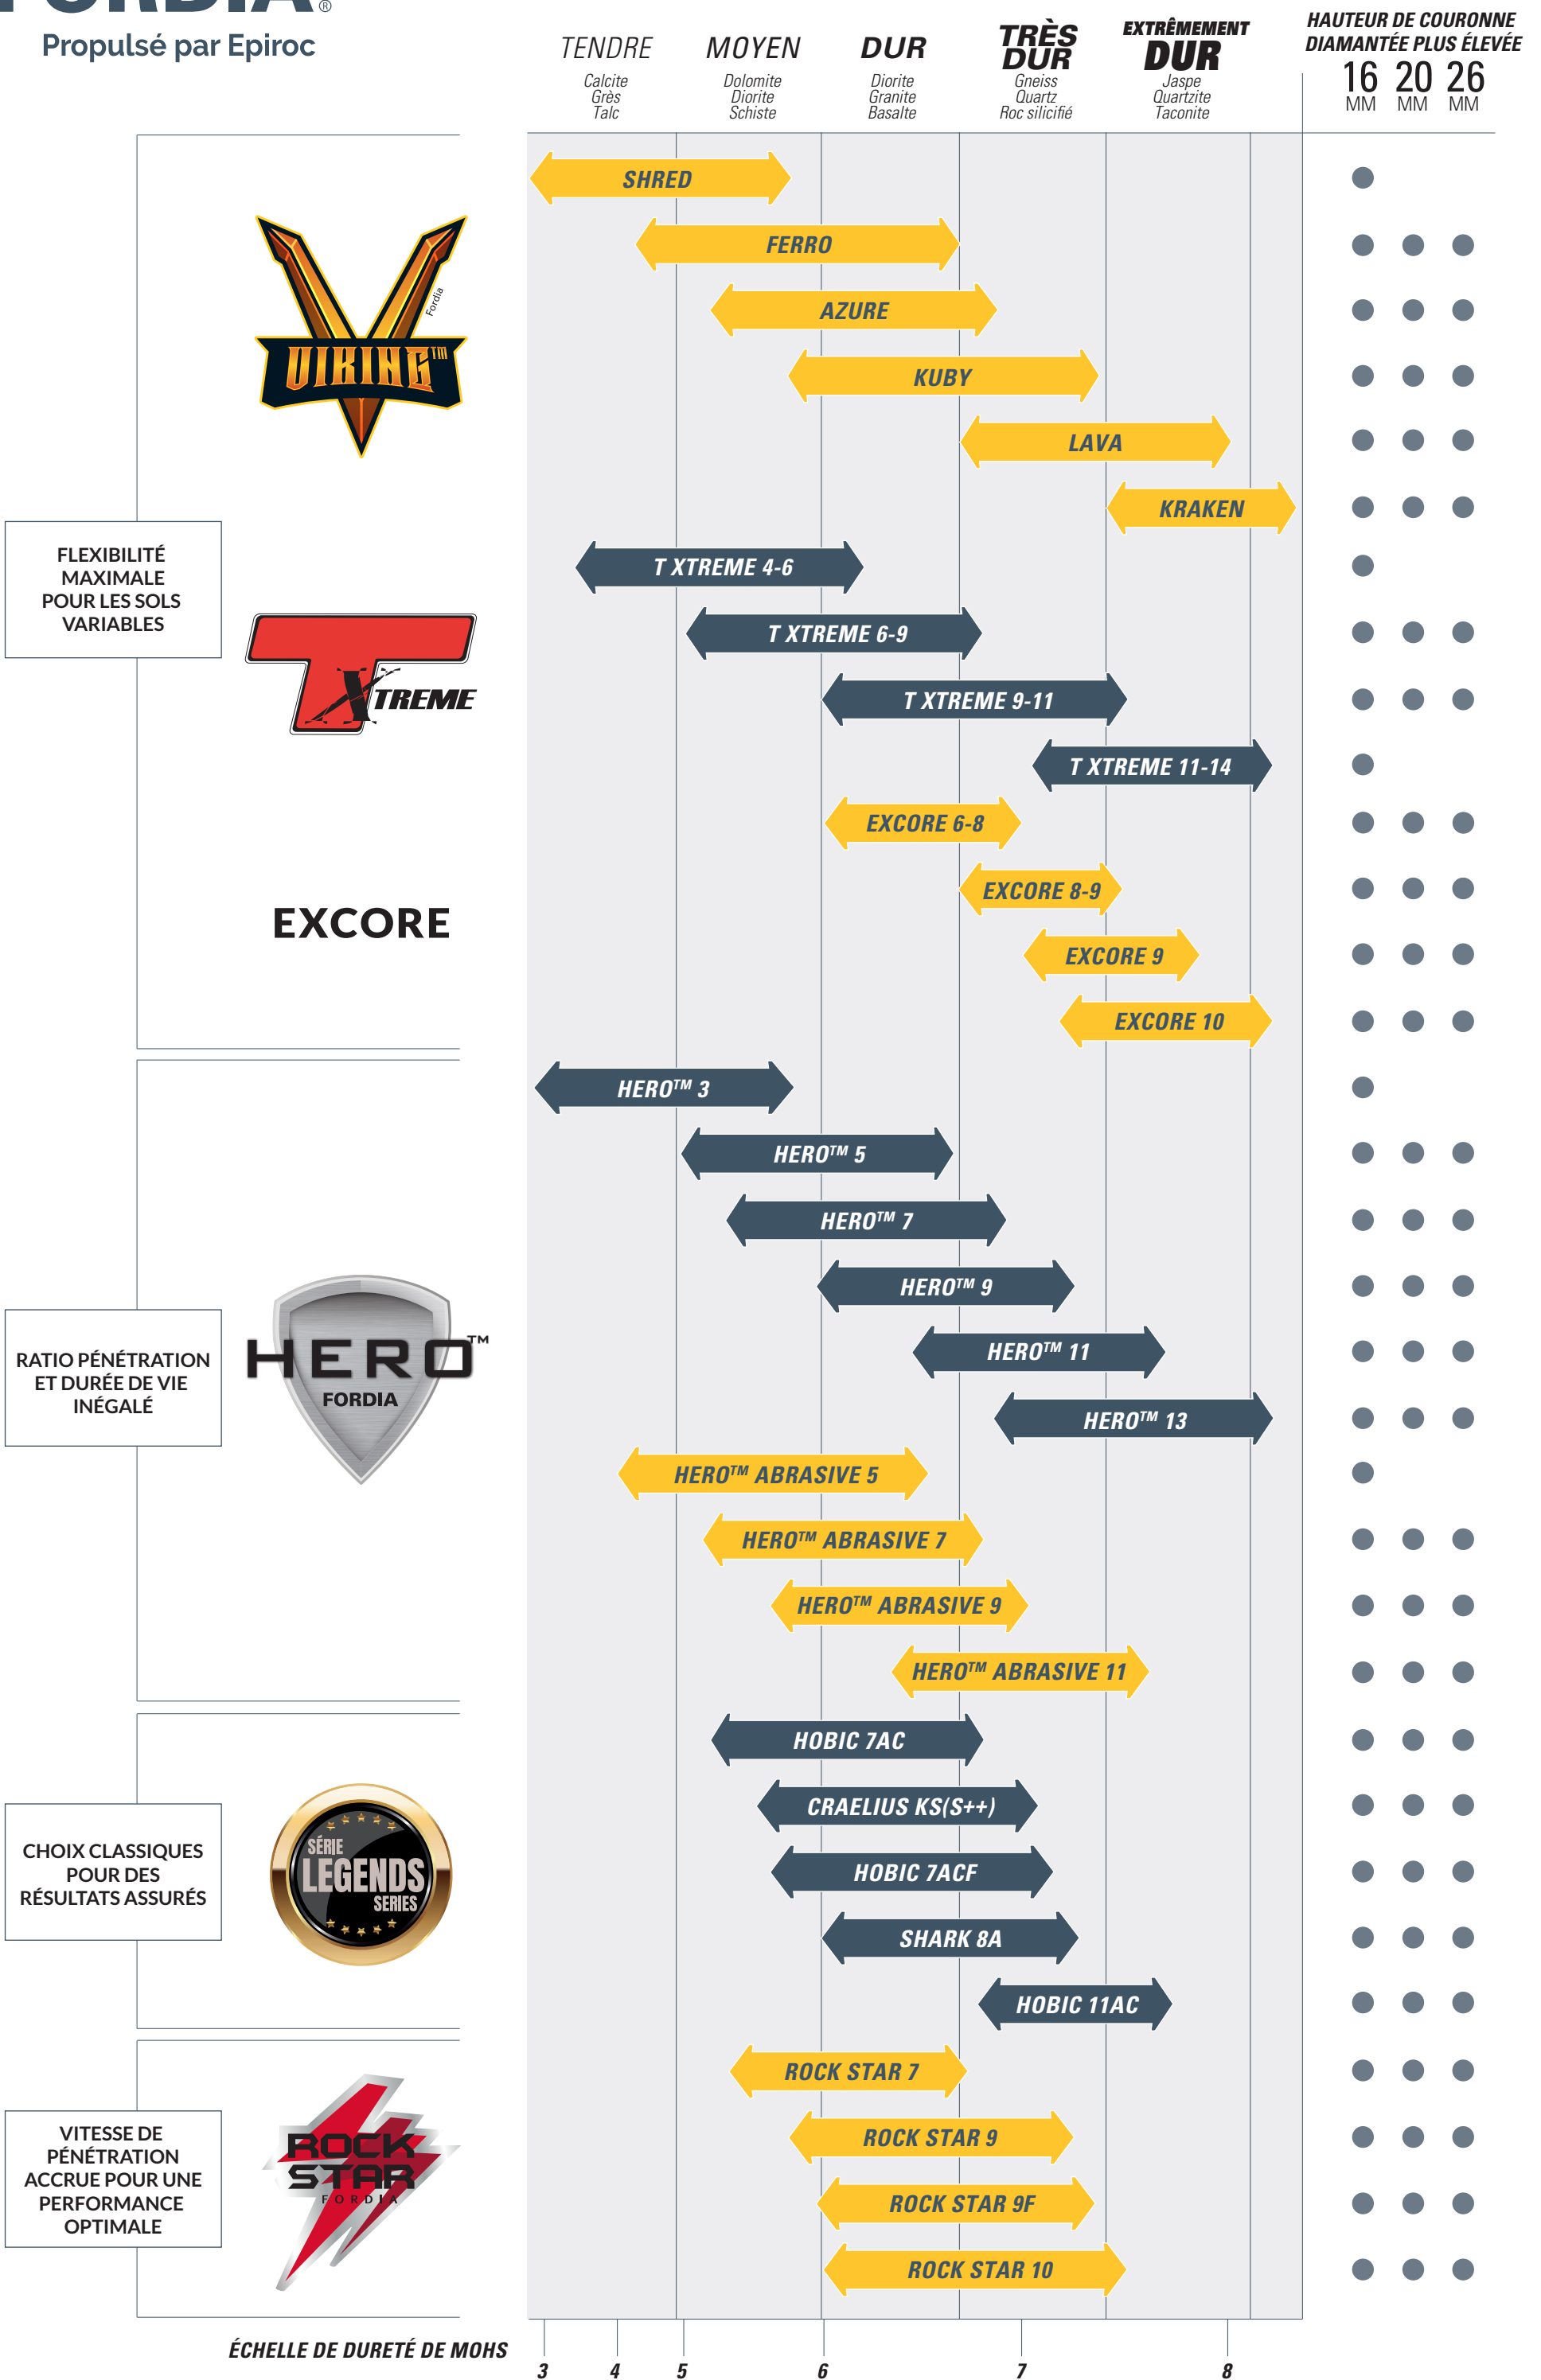 FORDIA®
Propulsé par Epiroc
TENDRE
Calcite
Grès
Talc
MOYEN
Dolomite
Diorite
Schiste
DUR
Diorite
Granite
Basalte
TRÈS
DUR
Gneiss
Quartz
Roc silicifié
EXTRÊMEMENT
DUR
Jaspe
Quartzite
Taconite
HAUTEUR DE COURONNE
DIAMANTÉE PLUS ÉLEVÉE
16 20 26
MM MM MM
FLEXIBILITÉ
MAXIMALE
POUR LES SOLS
VARIABLES
Fordia
VIKING™
SHRED
FERRO
AZURE
KUBY
LAVA
KRAKEN
T XTREME
T XTREME 4-6
T XTREME 6-9
T XTREME 9-11
T XTREME 11-14
EXCORE
EXCORE 6-8
EXCORE 8-9
EXCORE 9
EXCORE 10
RATIO PÉNÉTRATION
ET DURÉE DE VIE
INÉGALÉ
HERO™
FORDIA
HERO™ 3
HERO™ 5
HERO™ 7
HERO™ 9
HERO™ 11
HERO™ 13
HERO™ ABRASIVE 5
HERO™ ABRASIVE 7
HERO™ ABRASIVE 9
HERO™ ABRASIVE 11
CHOIX CLASSIQUES
POUR DES
RÉSULTATS ASSURÉS
SÉRIE
LEGENDS
SERIES
HOBIC 7AC
CRAELIUS KS(S++)
HOBIC 7ACF
SHARK 8A
HOBIC 11AC
VITESSE DE
PÉNÉTRATION
ACCRUE POUR UNE
PERFORMANCE
OPTIMALE
ROCK
STAR
FORDIA
ROCK STAR 7
ROCK STAR 9
ROCK STAR 9F
ROCK STAR 10
ÉCHELLE DE DURETÉ DE MOHS
3 4 5 6 7 8